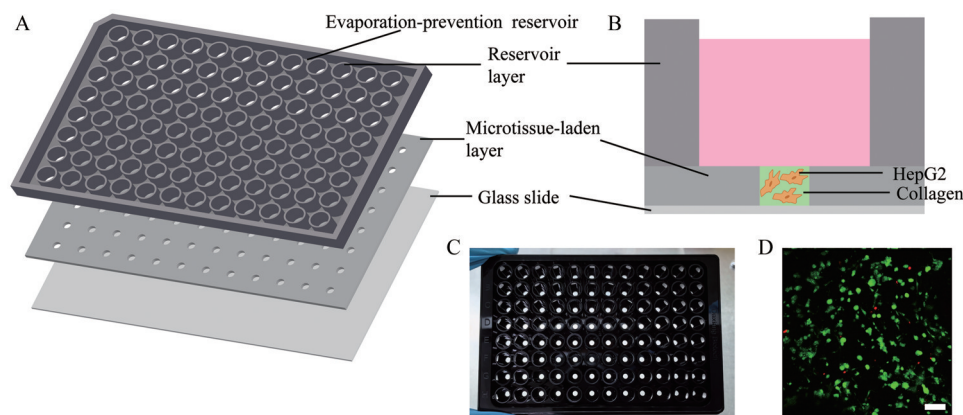 A
Evaporation-prevention reservoir
Reservoir
layer
Microtissue-laden
layer
Glass slide
B
HepG2
Collagen
C
D